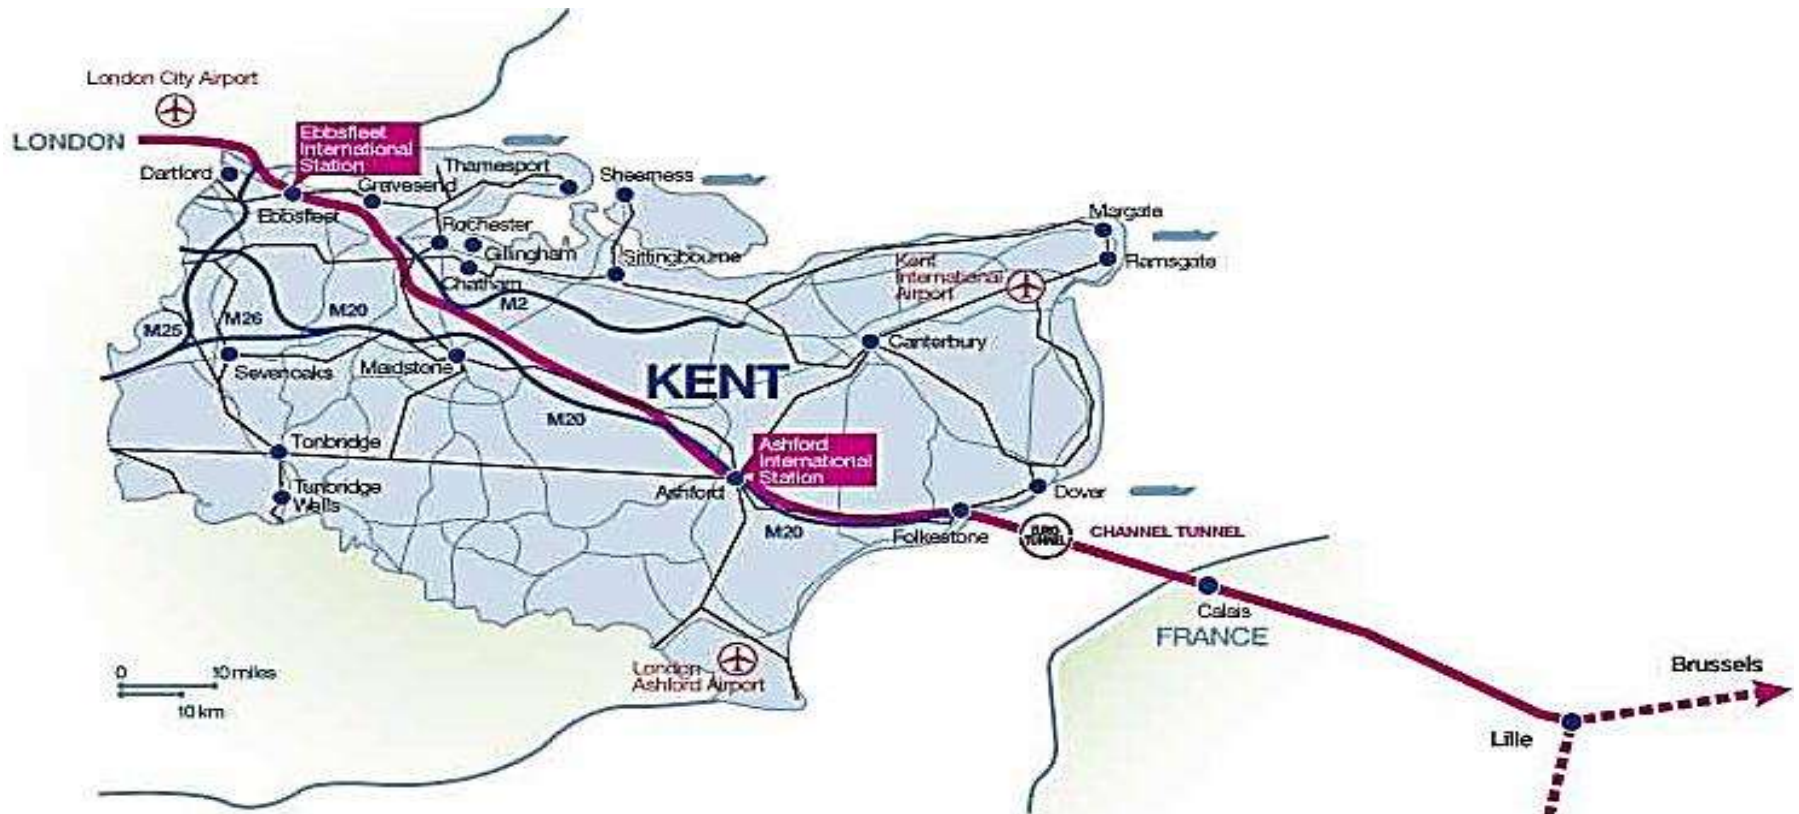 London City Airport
LONDON
Ebbsfleet
International
Station
Dartford
Thamesport
Sheerness
Gravesend
Ebbsfleet
Rochester
Gillingham
Chatham
Sittingbourne
Margate
Ramsgate
Kent
International
Airport
M2
M20
M26
M25
Sevenoaks
Maidstone
KENT
Canterbury
M20
Tonbridge
Ashford
International
Station
Tunbridge
Wells
Ashford
M20
Dover
Folkestone
EURO
TUNNEL
CHANNEL TUNNEL
Calais
FRANCE
London
Ashford Airport
0 10 miles
10 km
Brussels
Lille